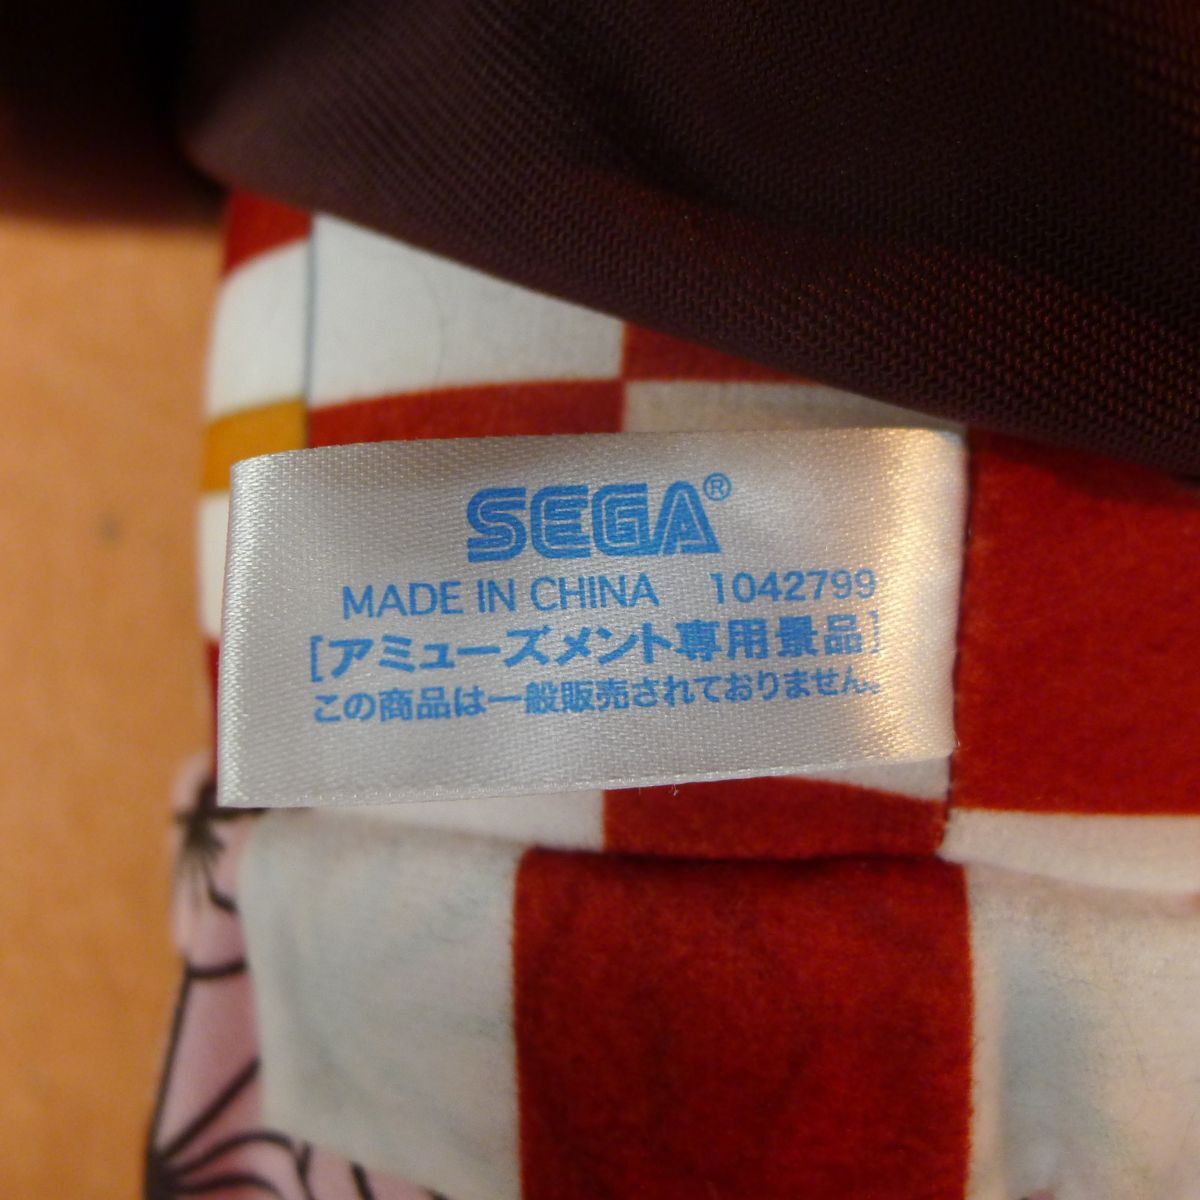 SEGA®
MADE IN CHINA 1042799
[アミューズメント専用景品]
この商品は一般販売されておりません。